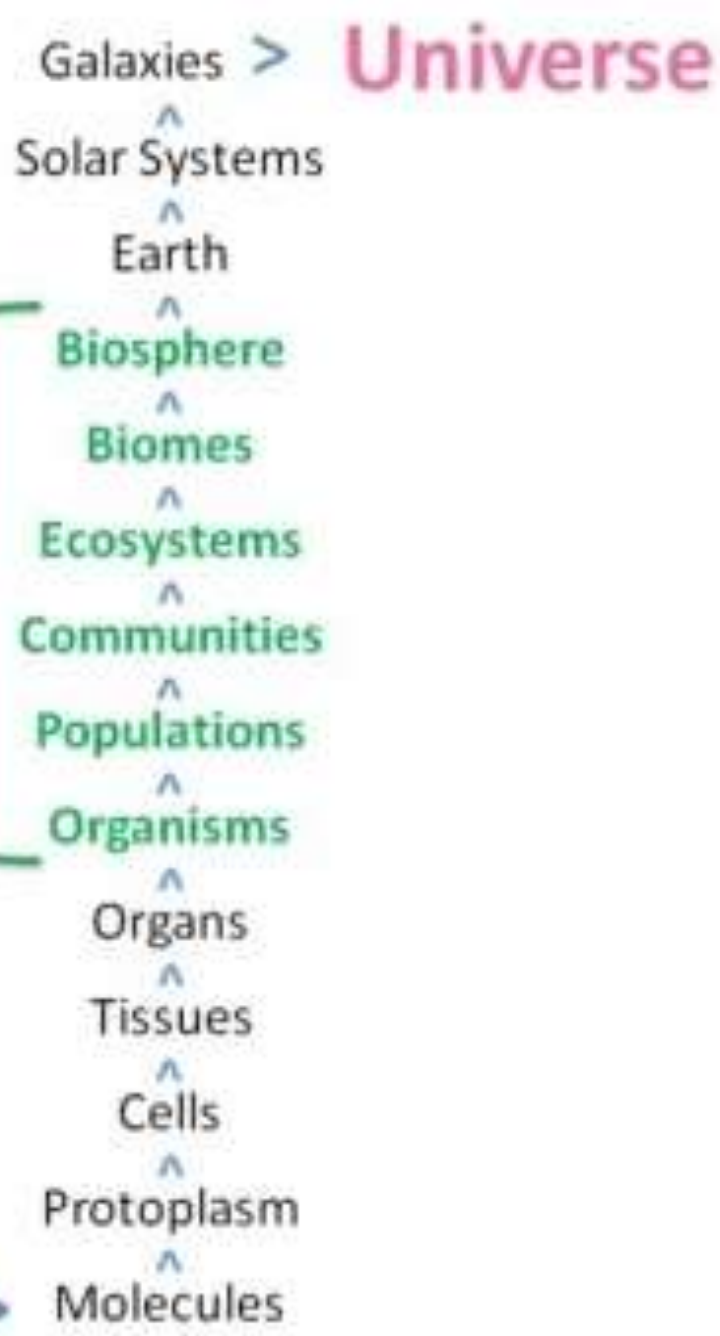 Galaxies > Universe
^
Solar Systems
^
Earth
^
Biosphere
^
Biomes
^
Ecosystems
^
Communities
^
Populations
^
Organisms
^
Organs
^
Tissues
^
Cells
^
Protoplasm
^
Molecules